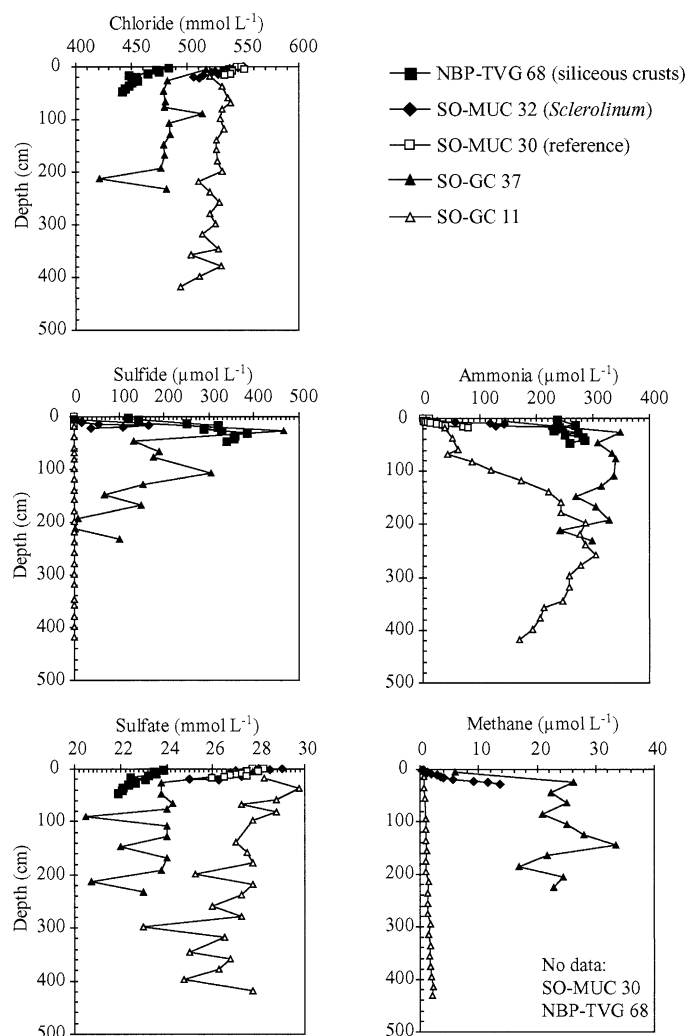 Chloride (mmol L-1)
400 450 500 550 600
0
100
200
300
400
500
Depth (cm)
NBP-TVG 68 (siliceous crusts)
SO-MUC 32 (Sclerolinum)
SO-MUC 30 (reference)
SO-GC 37
SO-GC 11
Sulfide (µmol L-1)
0 100 200 300 400 500
0
100
200
300
400
500
Depth (cm)
Ammonia (µmol L-1)
0 100 200 300 400
0
100
200
300
400
500
Sulfate (mmol L-1)
20 22 24 26 28 30
0
100
200
300
400
500
Depth (cm)
Methane (µmol L-1)
0 10 20 30 40
0
100
200
300
400
500
No data:
SO-MUC 30
NBP-TVG 68